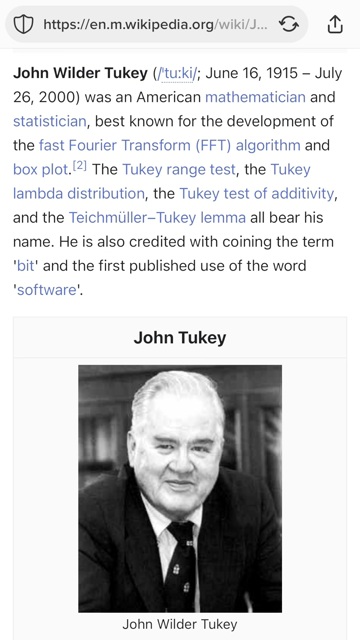 https://en.m.wikipedia.org/wiki/J...
John Wilder Tukey (/ˈtuːki/; June 16, 1915 – July
26, 2000) was an American mathematician and
statistician, best known for the development of
the fast Fourier Transform (FFT) algorithm and
box plot.[2] The Tukey range test, the Tukey
lambda distribution, the Tukey test of additivity,
and the Teichmüller–Tukey lemma all bear his
name. He is also credited with coining the term
'bit' and the first published use of the word
'software'.
John Tukey
John Wilder Tukey